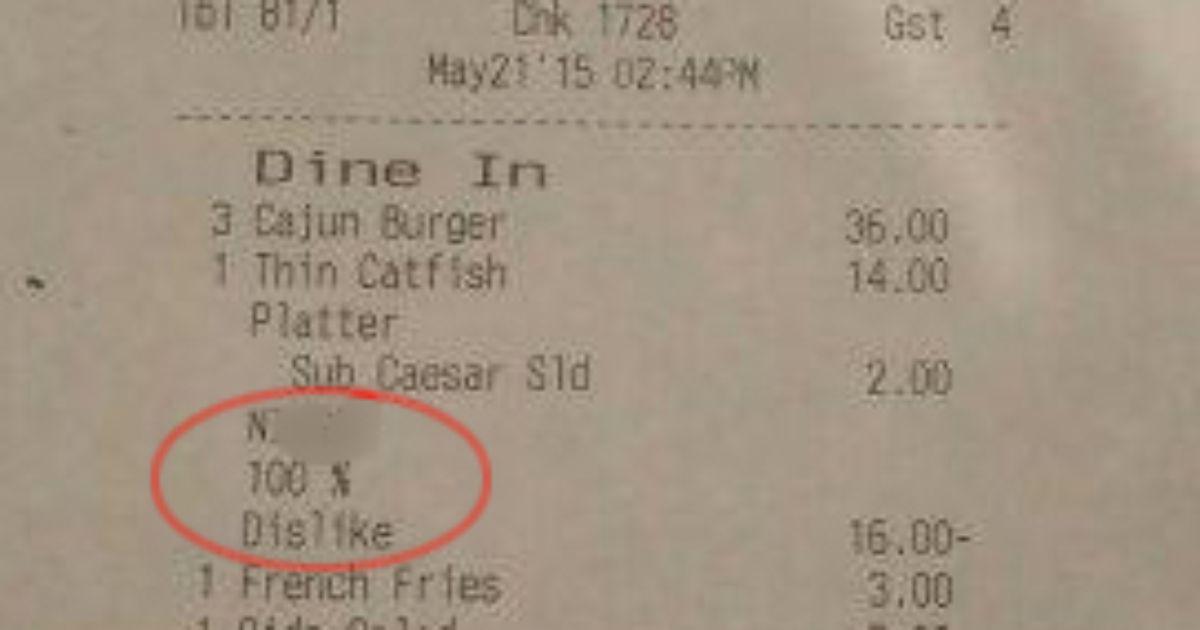 Tbl 81/1 Chk 1728 Gst 4
May21'15 02:44PM
Dine In
3 Cajun Burger 36.00
1 Thin Catfish 14.00
Platter
Sub Caesar Sld 2.00
N
100 %
Dislike 16.00-
1 French Fries 3.00
1 Side Salad